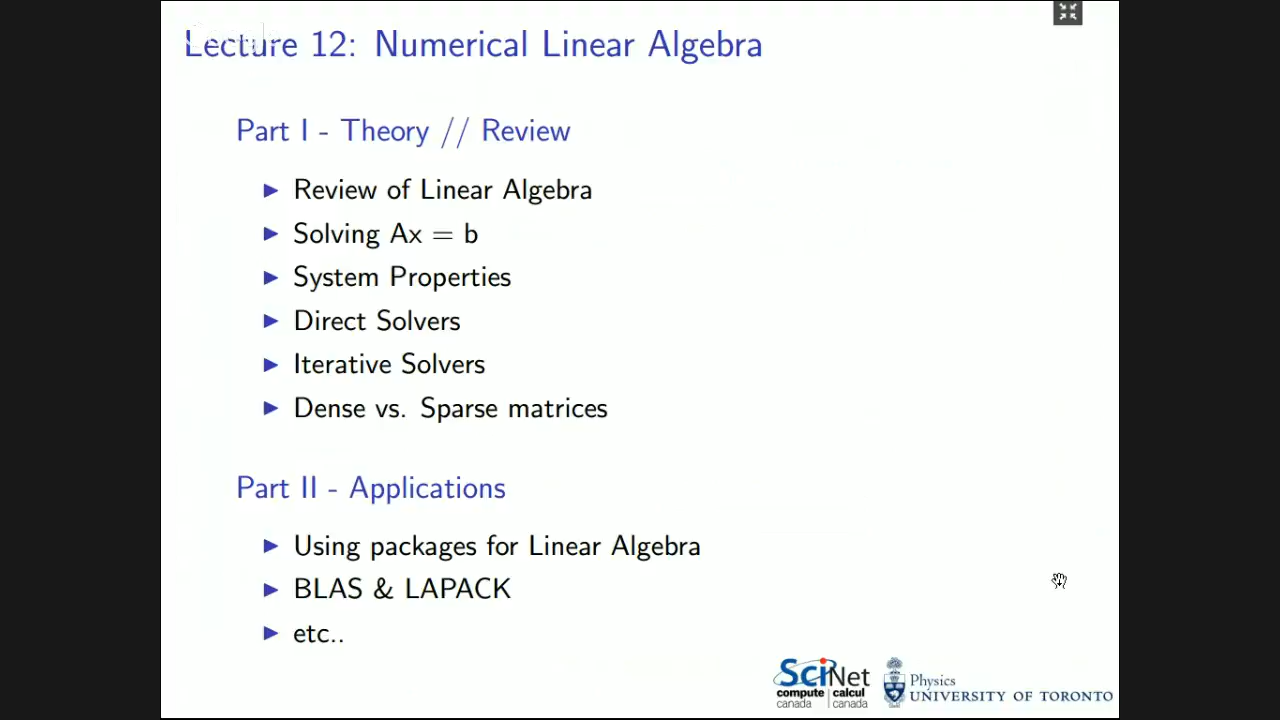 Lecture 12: Numerical Linear Algebra
Part I - Theory // Review
Review of Linear Algebra
Solving Ax = b
System Properties
Direct Solvers
Iterative Solvers
Dense vs. Sparse matrices
Part II - Applications
Using packages for Linear Algebra
BLAS & LAPACK
etc..
SciNet
compute | calcul
canada | canada
Physics
UNIVERSITY OF TORONTO